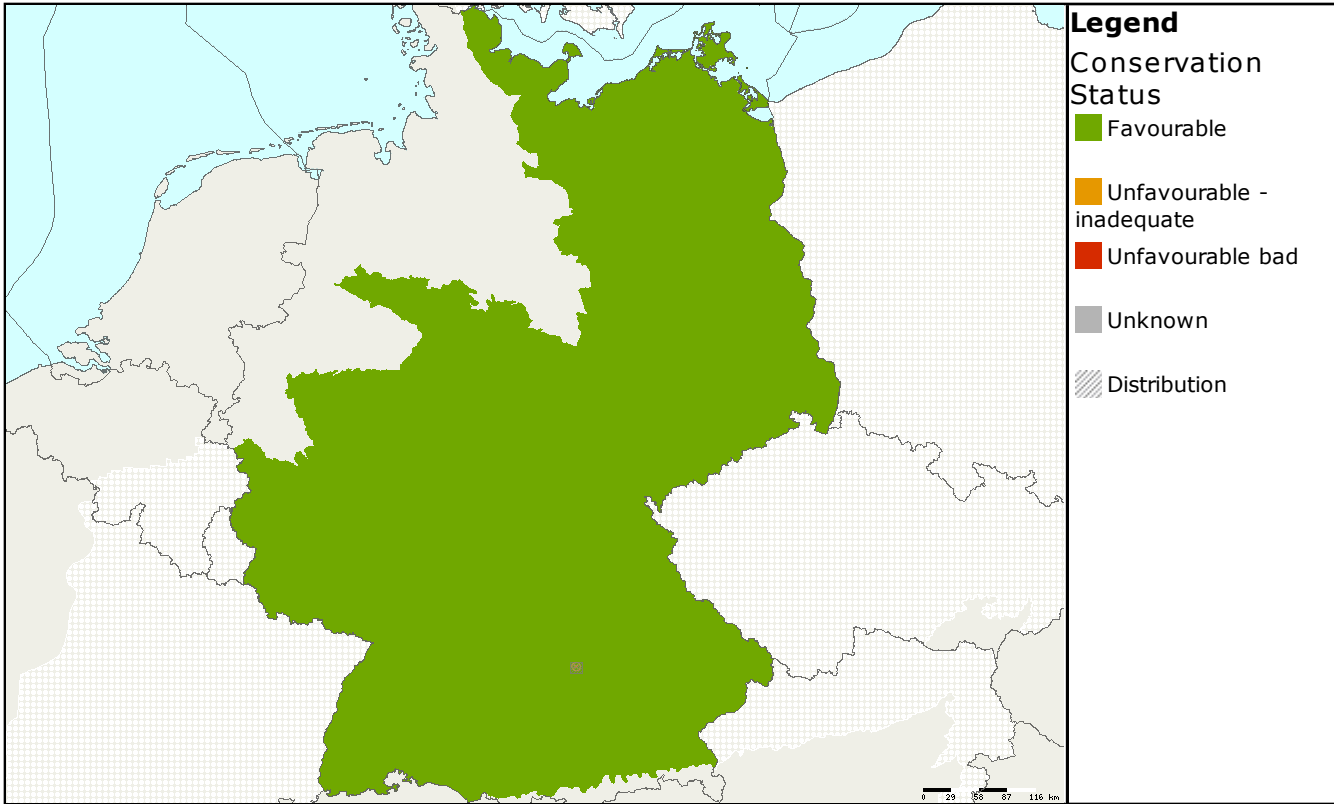 Legend
Conservation
Status
Favourable
Unfavourable -
inadequate
Unfavourable bad
Unknown
Distribution
0 29 58 87 116 km